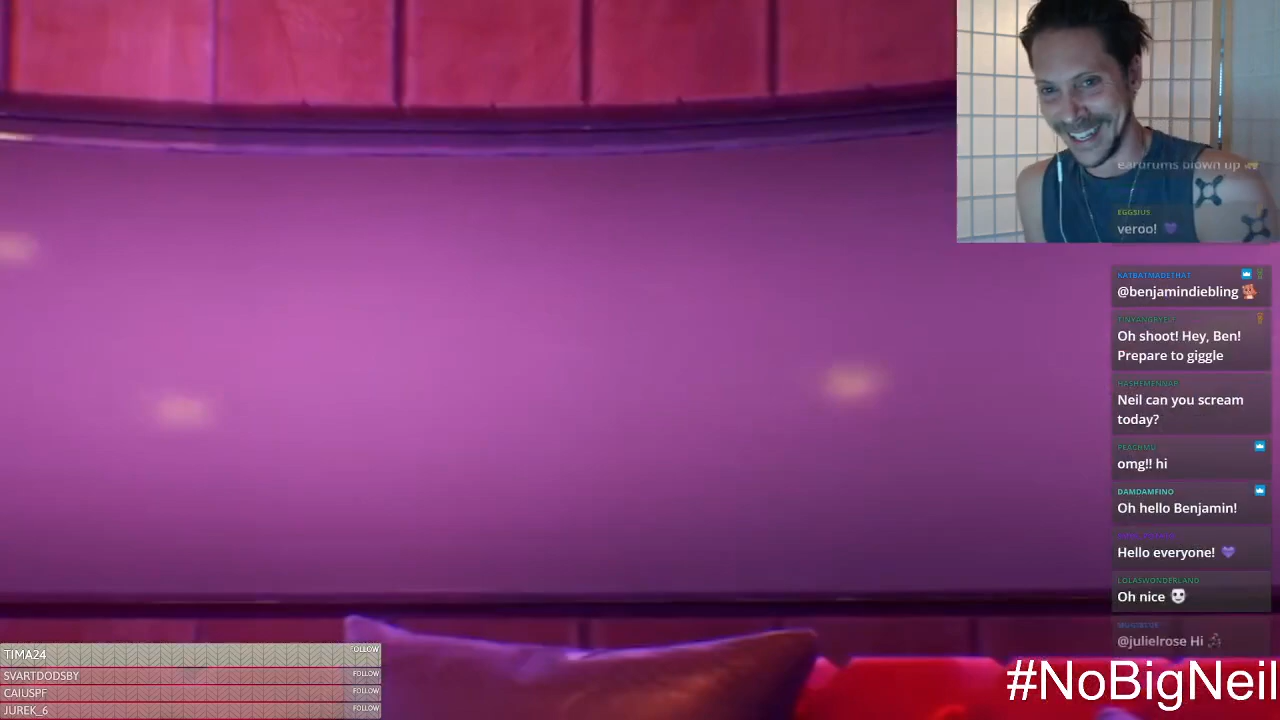 Eardrums blown up
EGGSIUS
veroo!
KATBATMADETHAT
@benjamindiebling
Oh shoot! Hey, Ben!
Prepare to giggle
HASHEMENNAB
Neil can you scream
today?
PEACHMU
omg!! hi
DAMDAMFINO
Oh hello Benjamin!
Hello everyone!
LOLASWONDERLAND
Oh nice
@julielrose Hi
#NoBigNeil
TIMA24 FOLLOW
SVARTDODSBY FOLLOW
CAIUSPF FOLLOW
JUREK_6 FOLLOW